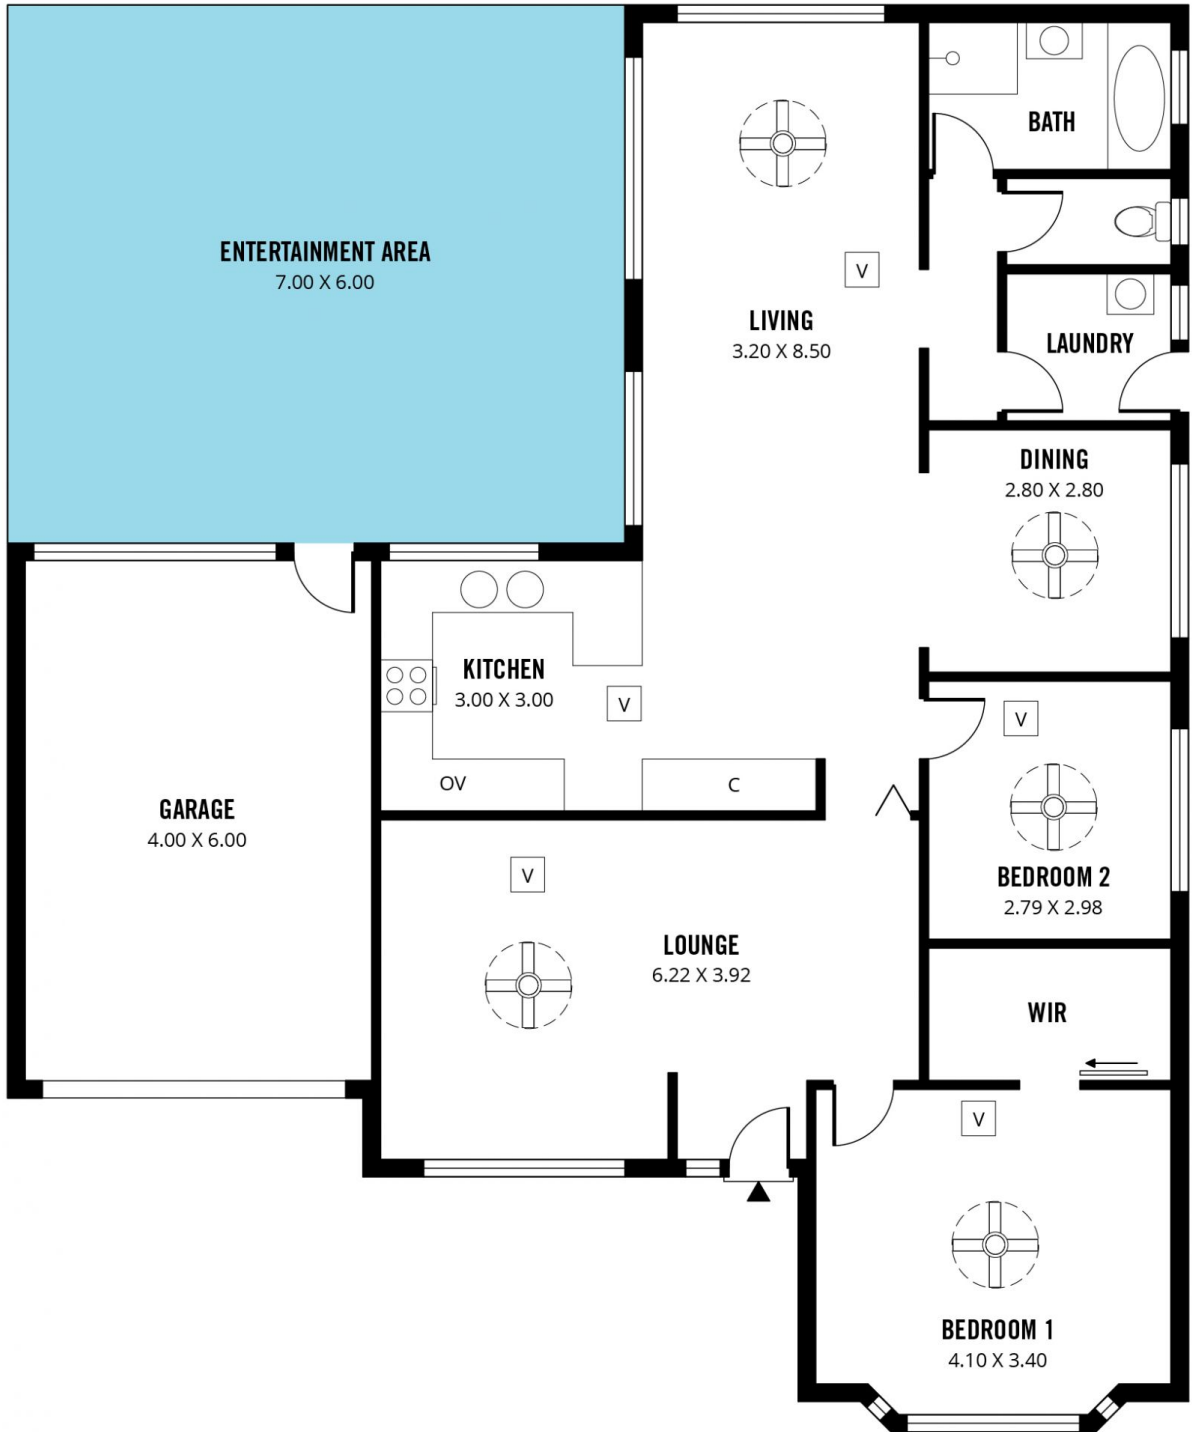 ENTERTAINMENT AREA
7.00 X 6.00
BATH
V
LIVING
3.20 X 8.50
LAUNDRY
DINING
2.80 X 2.80
KITCHEN
3.00 X 3.00
V
V
OV
C
GARAGE
4.00 X 6.00
V
BEDROOM 2
2.79 X 2.98
LOUNGE
6.22 X 3.92
WIR
V
BEDROOM 1
4.10 X 3.40